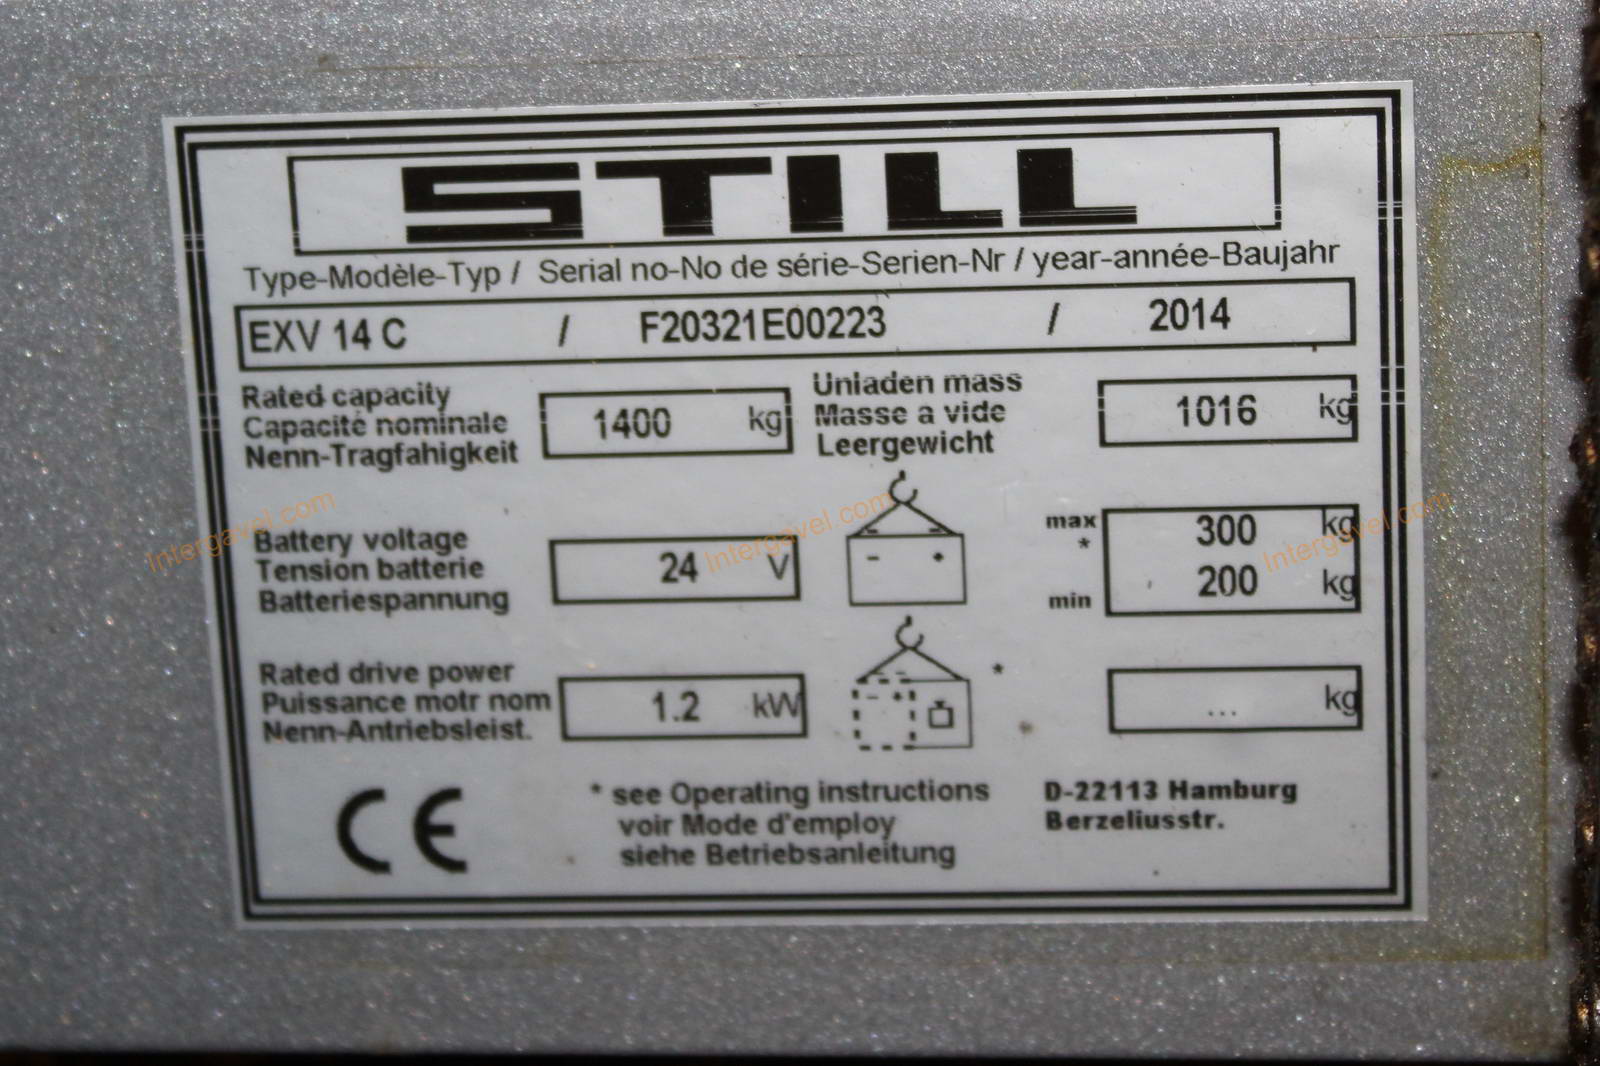 STILL
Type-Modèle-Typ / Serial no-No de série-Serien-Nr / year-année-Baujahr
EXV 14 C / F20321E00223 / 2014
Rated capacity
Capacité nominale
Nenn-Tragfahigkeit
1400 kg
Unladen mass
Masse a vide
Leergewicht
1016 kg
Battery voltage
Tension batterie
Batteriespannung
24 V
max 300 kg
*
min 200 kg
Rated drive power
Puissance motr nom
Nenn-Antriebsleist.
1.2 kW
*
... kg
CE
* see Operating instructions
voir Mode d'employ
siehe Betriebsanleitung
D-22113 Hamburg
Berzeliusstr.
Intergavel.com
Intergavel.com
Intergavel.com